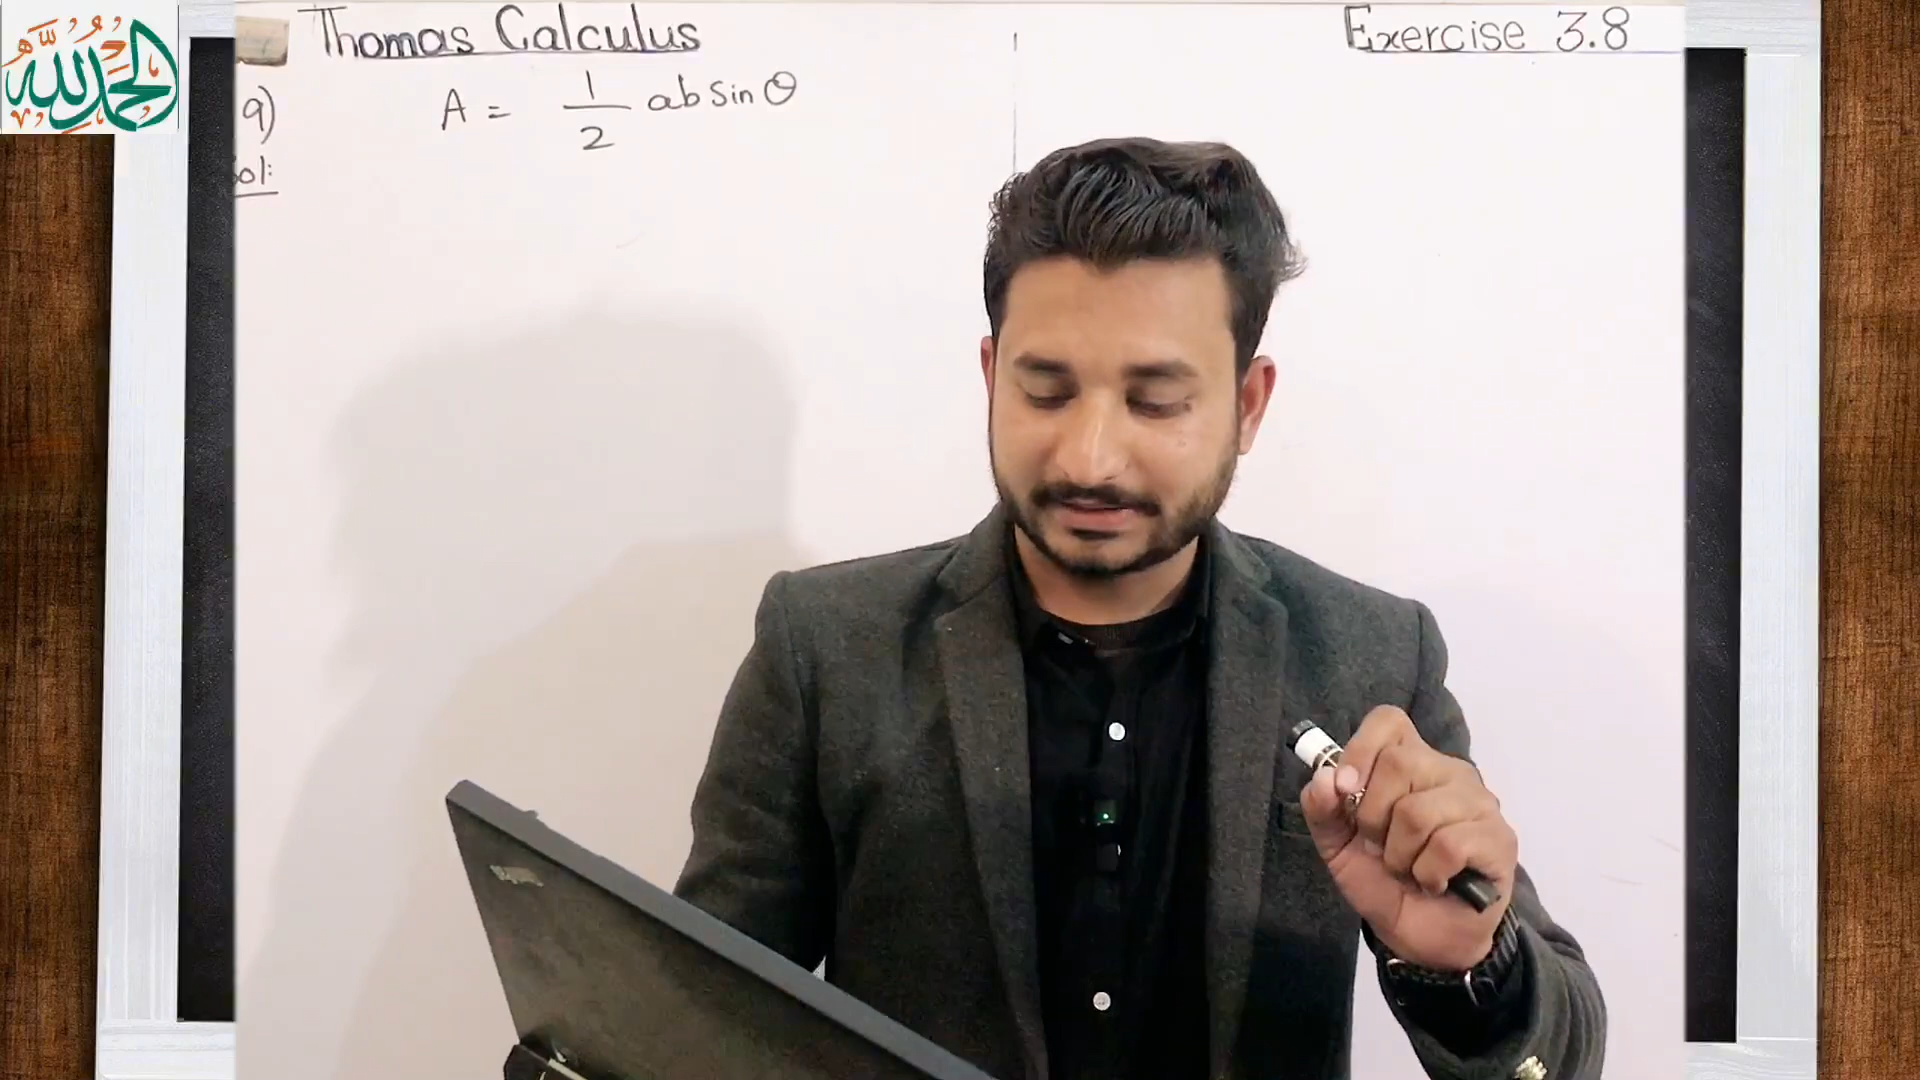 الحمد لله
Thomas Calculus
Exercise 3.8
9) A = 1/2 ab Sin θ
Sol: